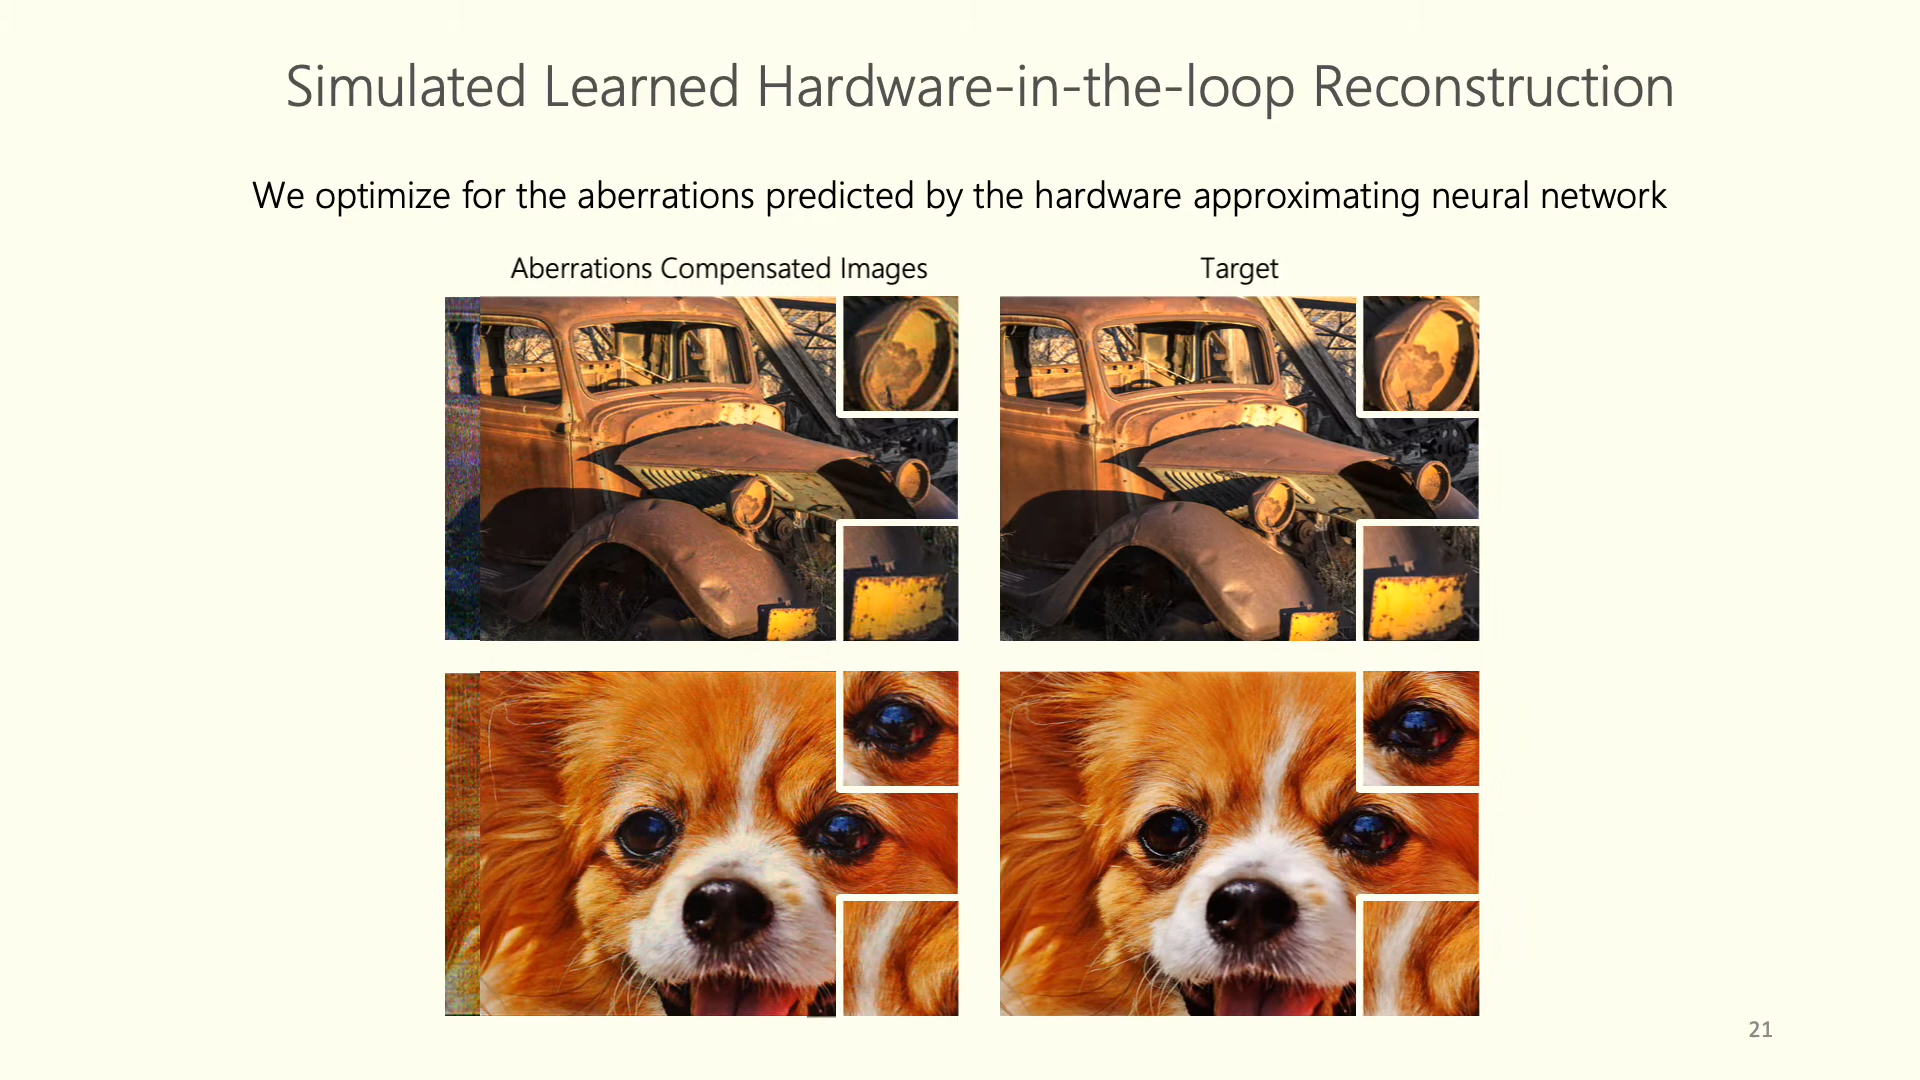 Simulated Learned Hardware-in-the-loop Reconstruction
We optimize for the aberrations predicted by the hardware approximating neural network
Aberrations Compensated Images
Target
21